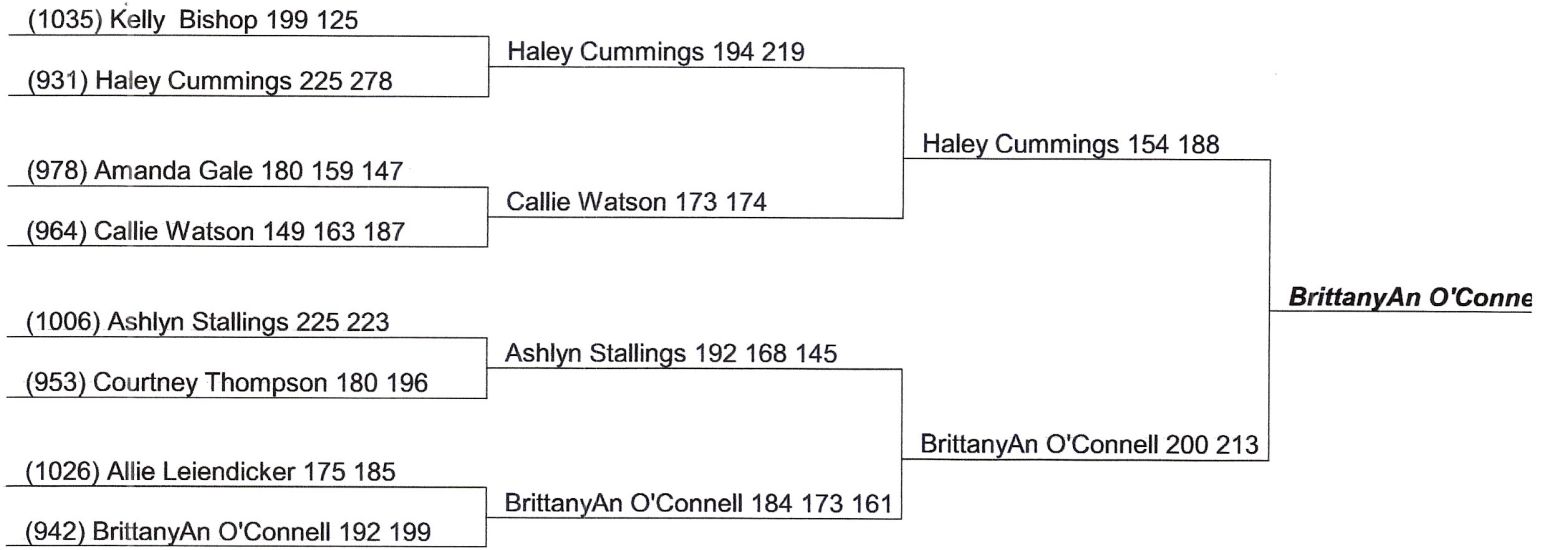 (1035) Kelly Bishop 199 125
(931) Haley Cummings 225 278
(978) Amanda Gale 180 159 147
(964) Callie Watson 149 163 187
(1006) Ashlyn Stallings 225 223
(953) Courtney Thompson 180 196
(1026) Allie Leiendicker 175 185
(942) BrittanyAn O'Connell 192 199
Haley Cummings 194 219
Callie Watson 173 174
Ashlyn Stallings 192 168 145
BrittanyAn O'Connell 184 173 161
Haley Cummings 154 188
BrittanyAn O'Connell 200 213
BrittanyAn O'Conne